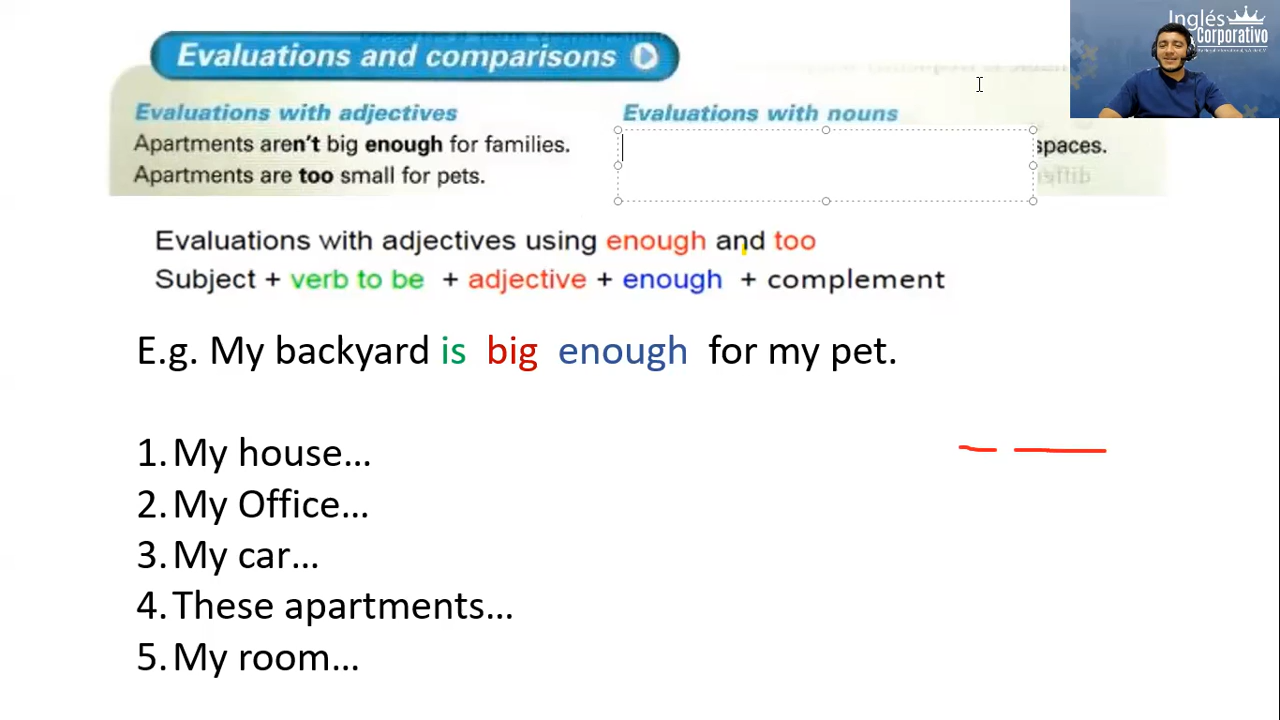 Inglés
Corporativo
Evaluations and comparisons
Evaluations with adjectives
Evaluations with nouns
Apartments aren't big enough for families.
spaces.
Apartments are too small for pets.
Evaluations with adjectives using enough and too
Subject + verb to be + adjective + enough + complement
E.g. My backyard is big enough for my pet.
1. My house...
2. My Office...
3. My car...
4. These apartments...
5. My room...